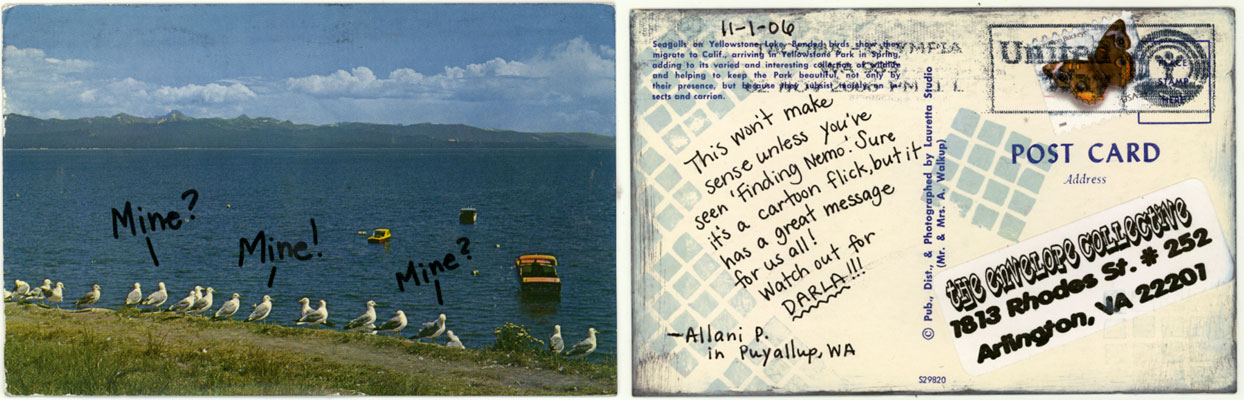 Mine?
Mine!
Mine?
11-1-06
Seagulls on Yellowstone Lake. Banded birds show they
migrate to Calif., arriving in Yellowstone Park in Spring,
adding to its varied and interesting collection of wildlife
and helping to keep the Park beautiful, not only by
their presence, but because they subsist largely on in-
sects and carrion.
OLYMPIA
United
PLACE
STAMP
HERE
This won't make
sense unless you've
seen 'Finding Nemo'. Sure
it's a cartoon flick, but it
has a great message
for us all!
Watch out for
DARLA!!!
—Allani P.
in Puyallup, WA
© Pub., Dist., & Photographed by Lauretta Studio
(Mr. & Mrs. A. Walkup)
POST CARD
Address
the ENVELOPE COLLECTIVE
1813 Rhodes St. # 252
Arlington, VA 22201
S29820